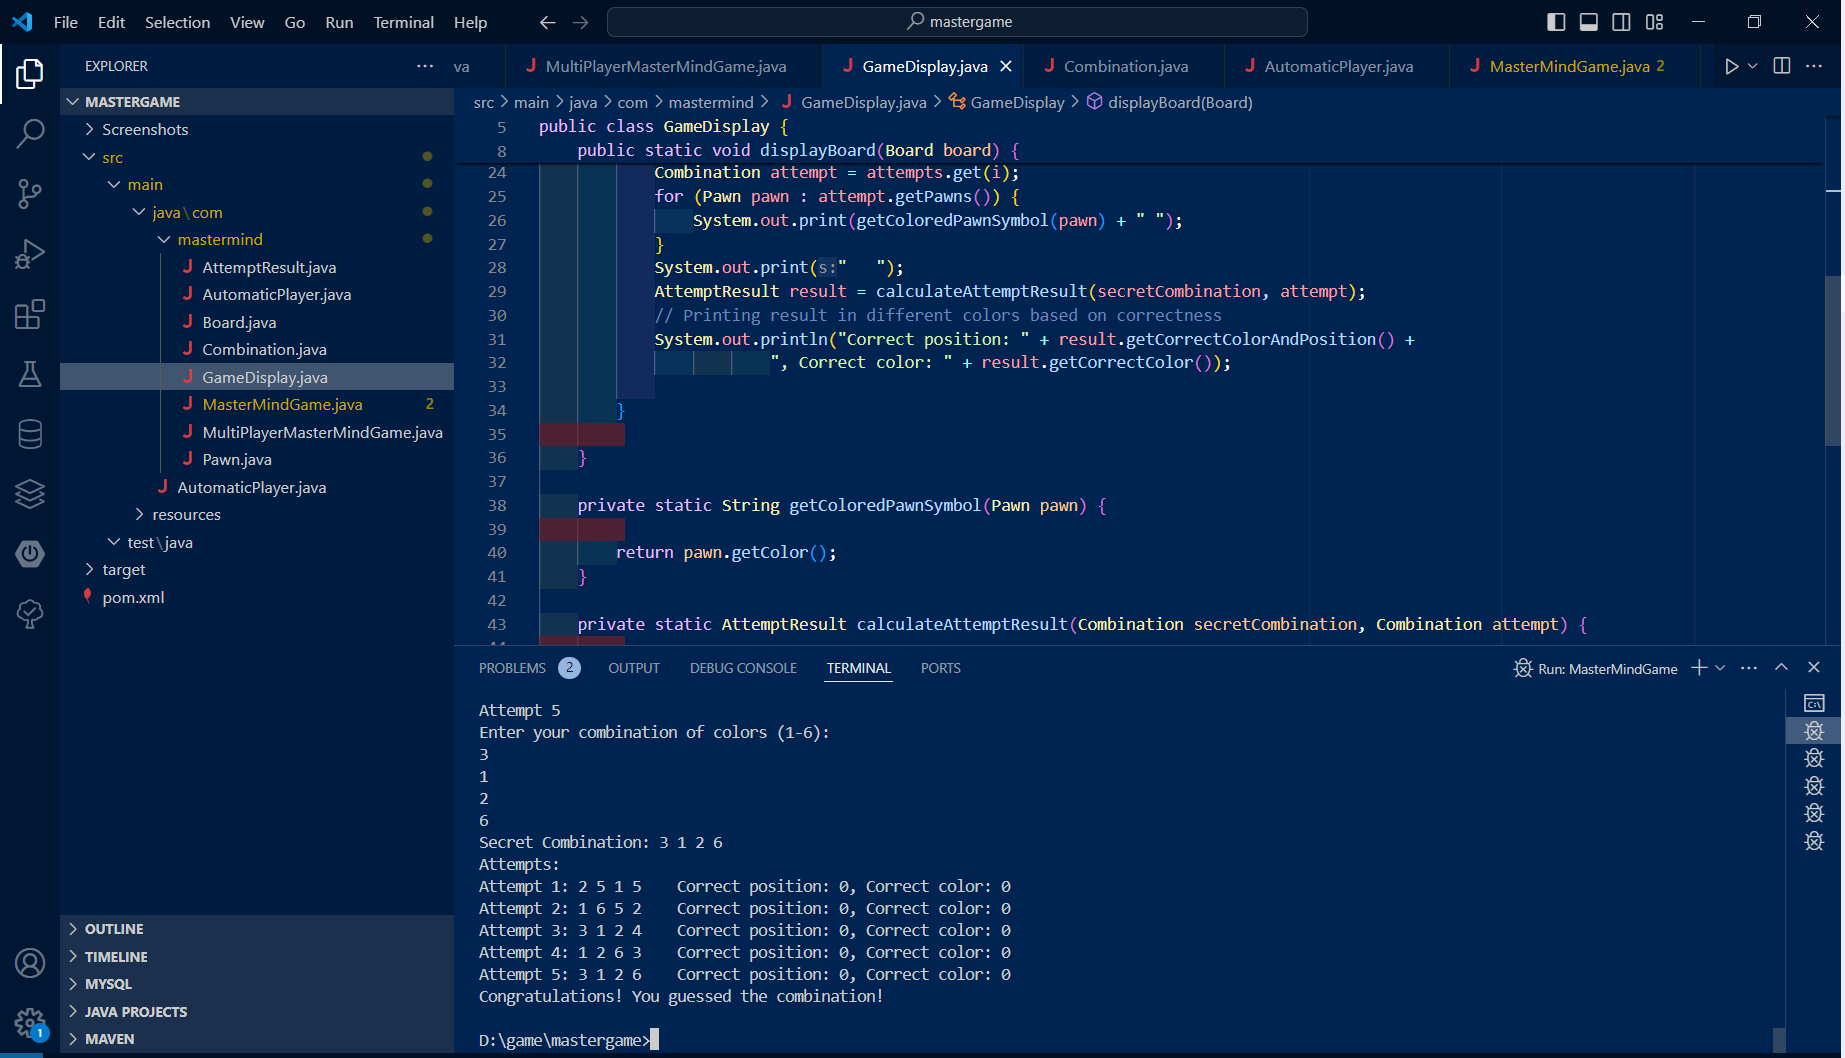 File Edit Selection View Go Run Terminal Help
mastergame
EXPLORER
va
MultiPlayerMasterMindGame.java
GameDisplay.java
Combination.java
AutomaticPlayer.java
MasterMindGame.java 2
MASTERGAME
Screenshots
src
main
java\com
mastermind
AttemptResult.java
AutomaticPlayer.java
Board.java
Combination.java
GameDisplay.java
MasterMindGame.java 2
MultiPlayerMasterMindGame.java
Pawn.java
AutomaticPlayer.java
resources
test\java
target
pom.xml
OUTLINE
TIMELINE
MYSQL
JAVA PROJECTS
MAVEN
1
src > main > java > com > mastermind > GameDisplay.java > GameDisplay > displayBoard(Board)
5 public class GameDisplay {
8 public static void displayBoard(Board board) {
24 Combination attempt = attempts.get(i);
25 for (Pawn pawn : attempt.getPawns()) {
26 System.out.print(getColoredPawnSymbol(pawn) + " ");
27 }
28 System.out.print(s:"   ");
29 AttemptResult result = calculateAttemptResult(secretCombination, attempt);
30 // Printing result in different colors based on correctness
31 System.out.println("Correct position: " + result.getCorrectColorAndPosition() +
32 ", Correct color: " + result.getCorrectColor());
33
34 }
35
36 }
37
38 private static String getColoredPawnSymbol(Pawn pawn) {
39
40 return pawn.getColor();
41 }
42
43 private static AttemptResult calculateAttemptResult(Combination secretCombination, Combination attempt) {
PROBLEMS 2 OUTPUT DEBUG CONSOLE TERMINAL PORTS
Run: MasterMindGame
Attempt 5
Enter your combination of colors (1-6):
3
1
2
6
Secret Combination: 3 1 2 6
Attempts:
Attempt 1: 2 5 1 5    Correct position: 0, Correct color: 0
Attempt 2: 1 6 5 2    Correct position: 0, Correct color: 0
Attempt 3: 3 1 2 4    Correct position: 0, Correct color: 0
Attempt 4: 1 2 6 3    Correct position: 0, Correct color: 0
Attempt 5: 3 1 2 6    Correct position: 0, Correct color: 0
Congratulations! You guessed the combination!
D:\game\mastergame>